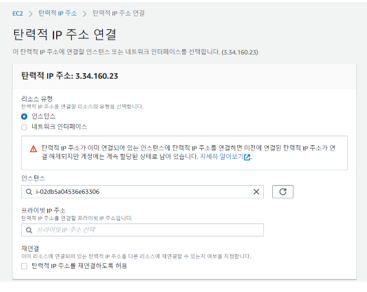 EC2 > 탄력적 IP 주소 > 탄력적 IP 주소 연결
탄력적 IP 주소 연결
이 탄력적 IP 주소에 연결할 인스턴스 또는 네트워크 인터페이스를 선택합니다. (3.34.160.23)
탄력적 IP 주소: 3.34.160.23
리소스 유형
탄력적 IP 주소를 연결할 리소스의 유형을 선택합니다.
인스턴스
네트워크 인터페이스
탄력적 IP 주소가 이미 연결되어 있는 인스턴스에 탄력적 IP 주소를 연결하면 이전에 연결된 탄력적 IP 주소가 연
결 해제되지만 계정에는 계속 할당된 상태로 남아 있습니다. 자세히 알아보기
인스턴스
i-02db5a04536e63306
프라이빗 IP 주소
탄력적 IP 주소를 연결할 프라이빗 IP 주소입니다.
프라이빗 IP 주소 선택
재연결
이미 리소스에 연결되어 있는 탄력적 IP 주소를 다른 리소스에 재연결할 수 있는지 여부를 지정합니다.
탄력적 IP 주소를 재연결하도록 허용